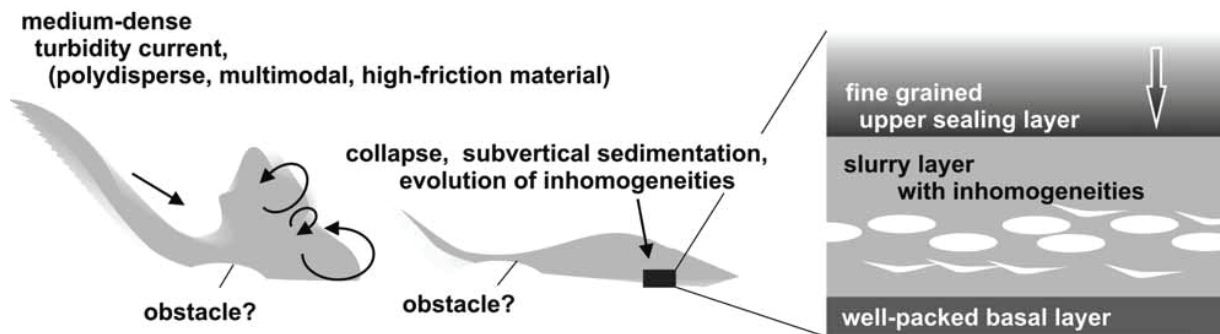 medium-dense
turbidity current,
(polydisperse, multimodal, high-friction material)
obstacle?
collapse, subvertical sedimentation,
evolution of inhomogeneities
obstacle?
fine grained
upper sealing layer
slurry layer
with inhomogeneities
well-packed basal layer